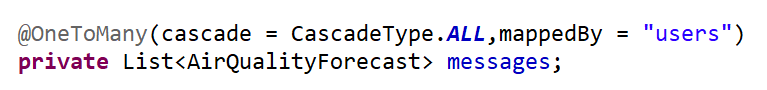 @OneToMany(cascade = CascadeType.ALL,mappedBy = "users")
private List<AirQualityForecast> messages;